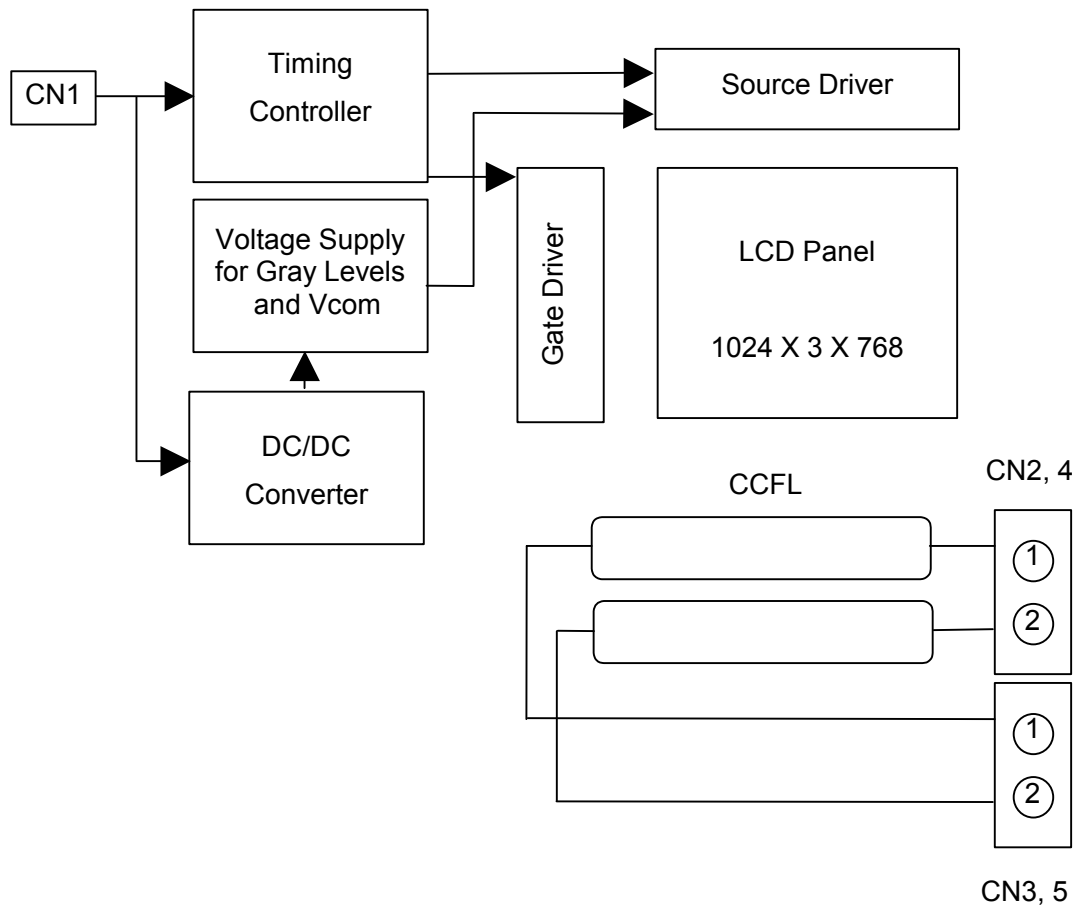 CN1
Timing
Controller
Source Driver
Voltage Supply
for Gray Levels
and Vcom
Gate Driver
LCD Panel
1024 X 3 X 768
DC/DC
Converter
CCFL
CN2, 4
1
2
1
2
CN3, 5